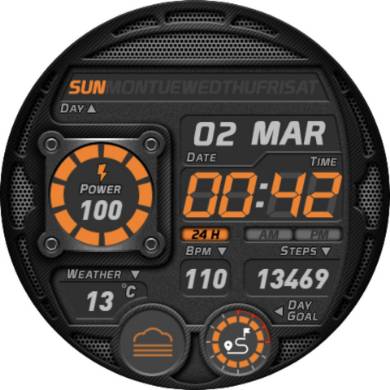 SUNMONTUEWEDTHUFRISAT
DAY
02 MAR
DATE TIME
POWER
100
00:42
24 H AM PM
BPM STEPS
110 13469
WEATHER
13 °C
DAY
GOAL